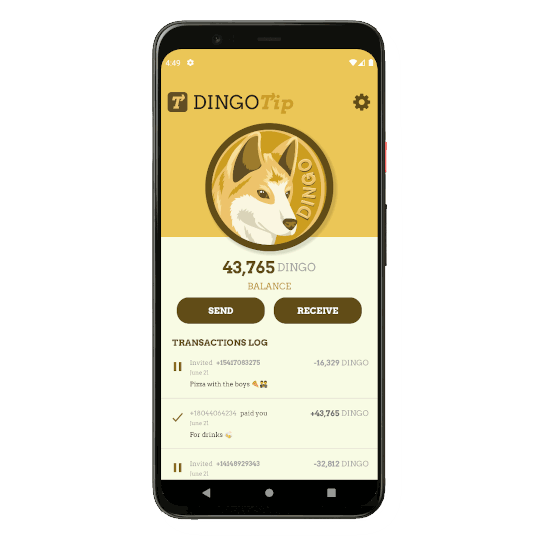 4:49
T DINGOTip
DINGO
43,765 DINGO
BALANCE
SEND RECEIVE
TRANSACTIONS LOG
Invited +15417083275 -16,329 DINGO
June 21
Pizza with the boys 🍕👯
+18044064234 paid you +43,765 DINGO
June 21
For drinks 🍻
Invited +14148929343 -32,812 DINGO
June 21